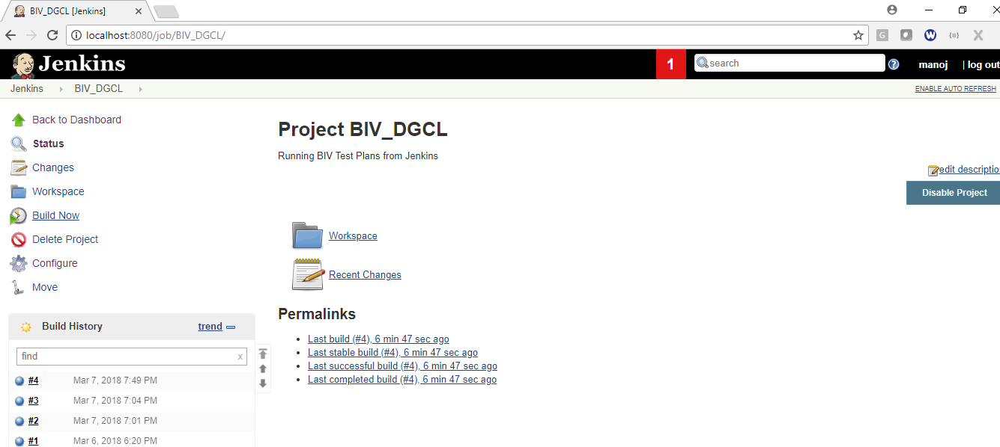 BIV_DGCL [Jenkins]
localhost:8080/job/BIV_DGCL/
G W {≡} X
Jenkins
1
search
?
manoj
| log out
Jenkins
BIV_DGCL
ENABLE AUTO REFRESH
Back to Dashboard
Status
Changes
Workspace
Build Now
Delete Project
Configure
Move
Project BIV_DGCL
Running BIV Test Plans from Jenkins
edit descriptio
Disable Project
Workspace
Recent Changes
Permalinks
Last build (#4), 6 min 47 sec ago
Last stable build (#4), 6 min 47 sec ago
Last successful build (#4), 6 min 47 sec ago
Last completed build (#4), 6 min 47 sec ago
Build History
trend
find
x
#4 Mar 7, 2018 7:49 PM
#3 Mar 7, 2018 7:04 PM
#2 Mar 7, 2018 7:01 PM
#1 Mar 6, 2018 6:20 PM